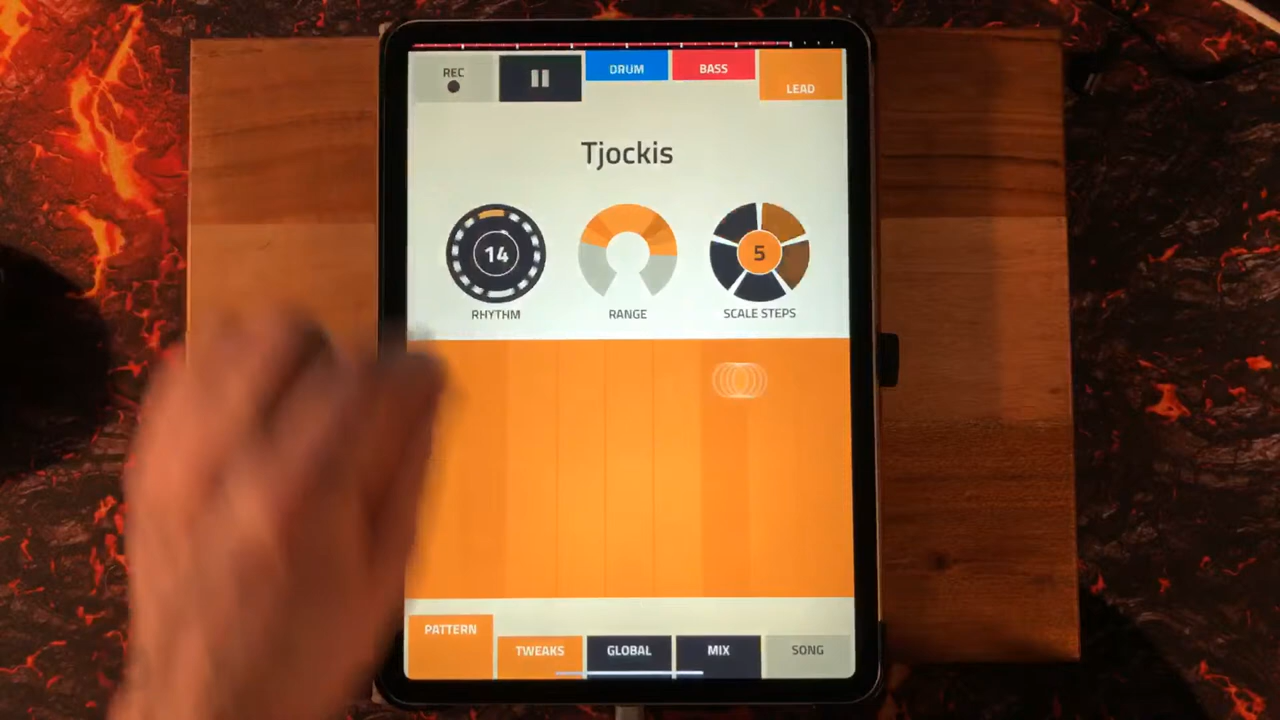 REC
DRUM
BASS
LEAD
Tjockis
14
5
RHYTHM
RANGE
SCALE STEPS
PATTERN
TWEAKS
GLOBAL
MIX
SONG